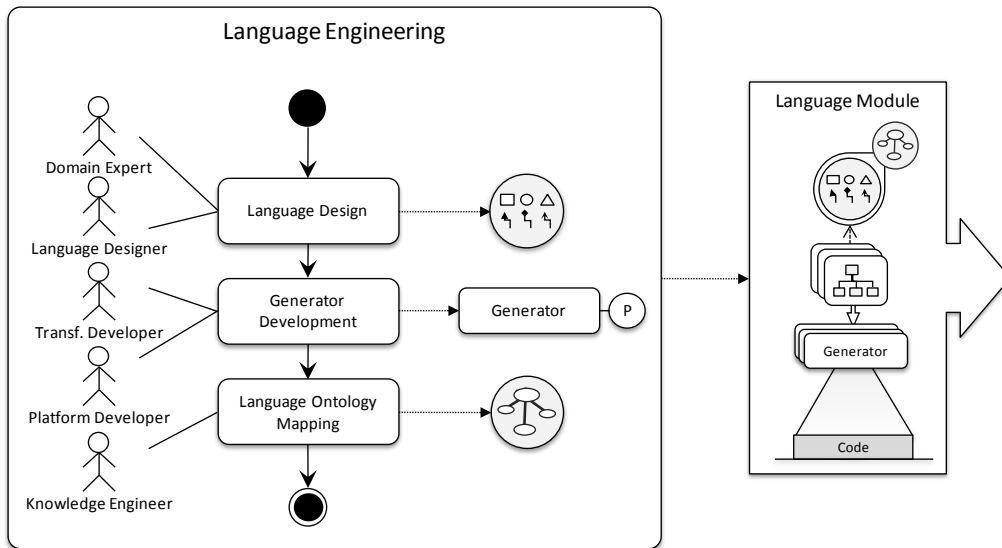 Language Engineering
Domain Expert
Language Designer
Transf. Developer
Platform Developer
Knowledge Engineer
Language Design
Generator
Development
Generator
P
Language Ontology
Mapping
Language Module
Generator
Code